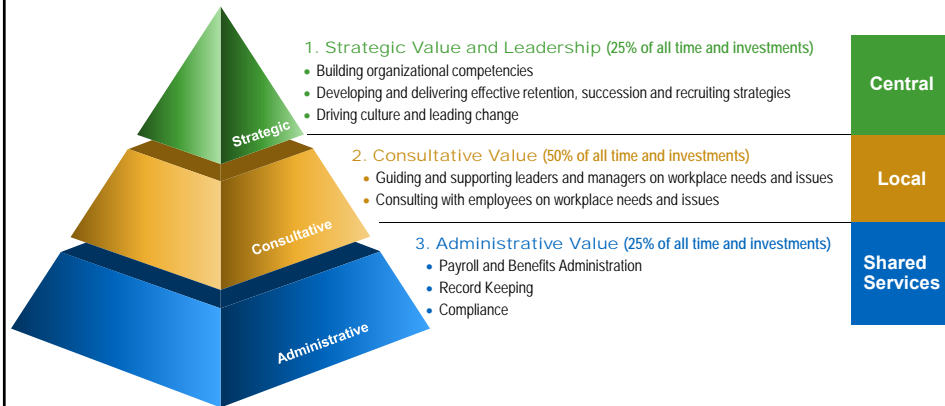 1. Strategic Value and Leadership (25% of all time and investments)
• Building organizational competencies
• Developing and delivering effective retention, succession and recruiting strategies
• Driving culture and leading change
Central
Strategic
2. Consultative Value (50% of all time and investments)
• Guiding and supporting leaders and managers on workplace needs and issues
• Consulting with employees on workplace needs and issues
Local
Consultative
3. Administrative Value (25% of all time and investments)
• Payroll and Benefits Administration
• Record Keeping
• Compliance
Shared
Services
Administrative